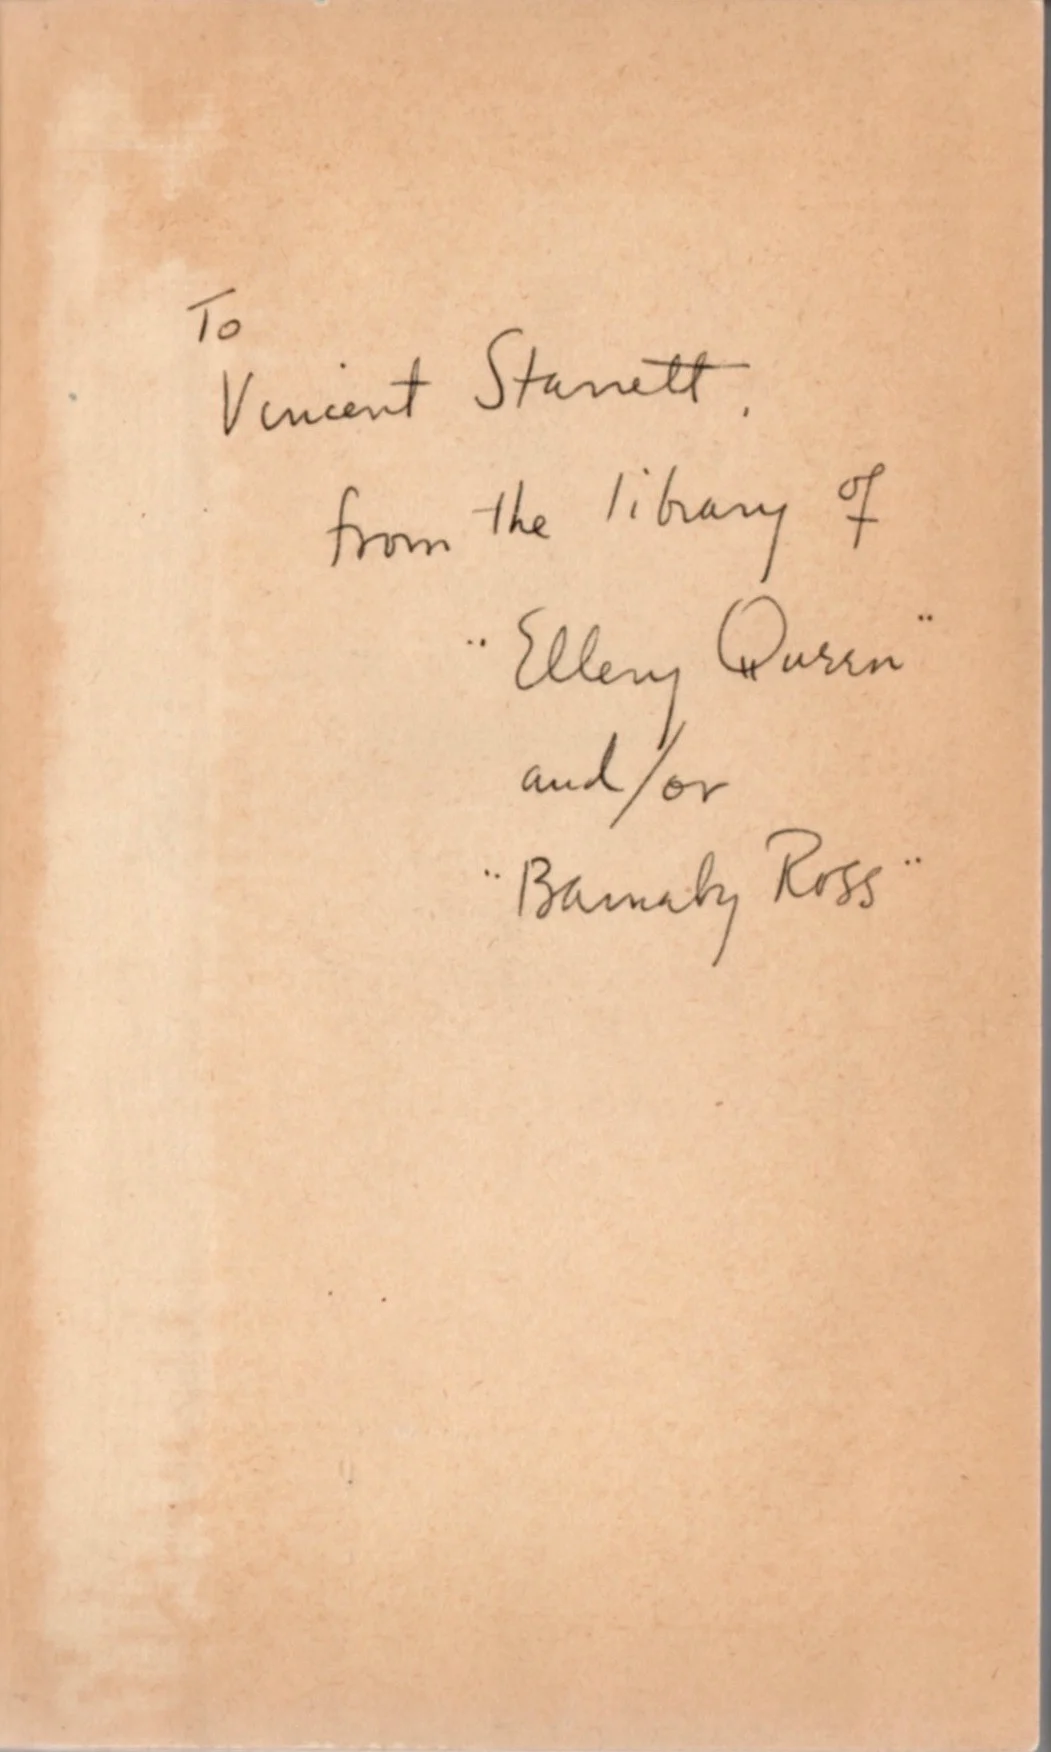 To
Vincent Starrett,
from the library of
"Ellery Queen"
and/or
"Barnaby Ross"